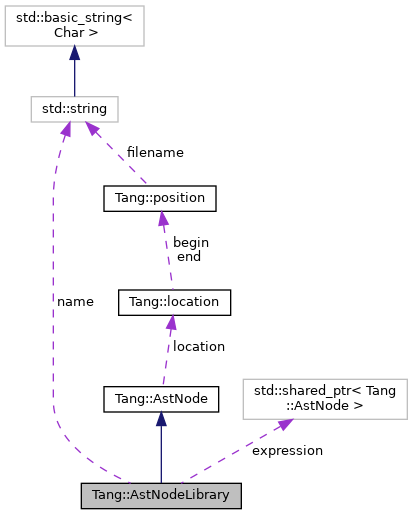 std::basic_string<
Char >
std::string
filename
Tang::position
begin
end
name
Tang::location
location
Tang::AstNode
std::shared_ptr< Tang
::AstNode >
expression
Tang::AstNodeLibrary